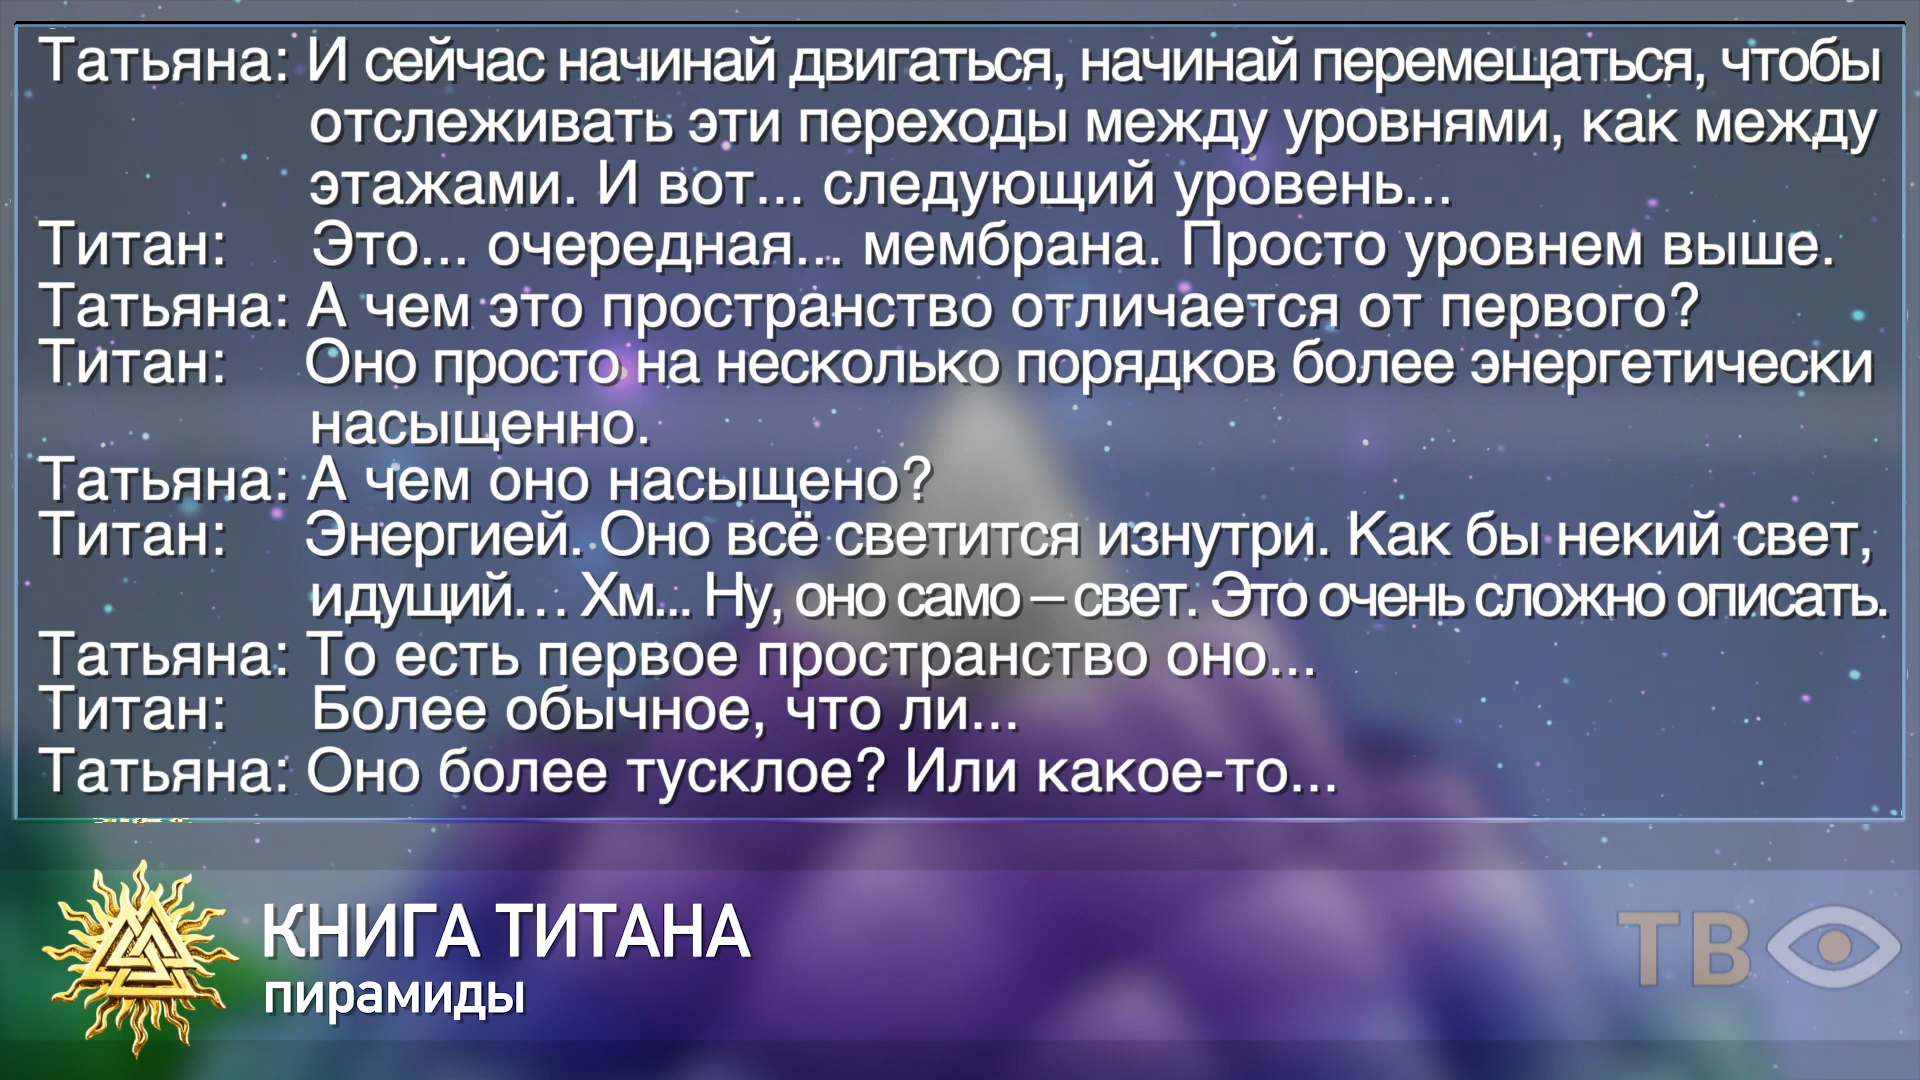 Татьяна: И сейчас начинай двигаться, начинай перемещаться, чтобы
отслеживать эти переходы между уровнями, как между
этажами. И вот... следующий уровень...
Титан: Это... очередная... мембрана. Просто уровнем выше.
Татьяна: А чем это пространство отличается от первого?
Титан: Оно просто на несколько порядков более энергетически
насыщенно.
Татьяна: А чем оно насыщено?
Титан: Энергией. Оно всё светится изнутри. Как бы некий свет,
идущий... Хм... Ну, оно само – свет. Это очень сложно описать.
Татьяна: То есть первое пространство оно...
Титан: Более обычное, что ли...
Татьяна: Оно более тусклое? Или какое-то...
КНИГА ТИТАНА
пирамиды
ТВ